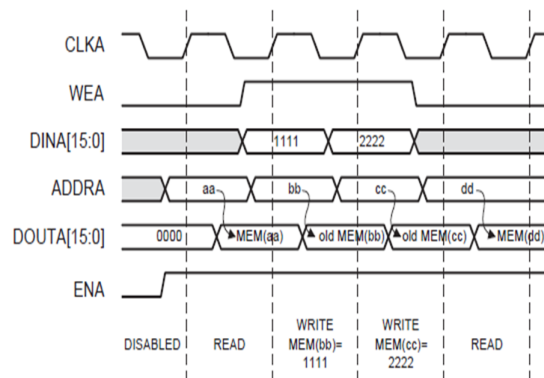 CLKA
WEA
DINA[15:0] 1111 2222
ADDRA aa bb cc dd
DOUTA[15:0] 0000 MEM(aa) old MEM(bb) old MEM(cc) MEM(dd)
ENA
DISABLED READ WRITE MEM(bb)= 1111 WRITE MEM(cc)= 2222 READ